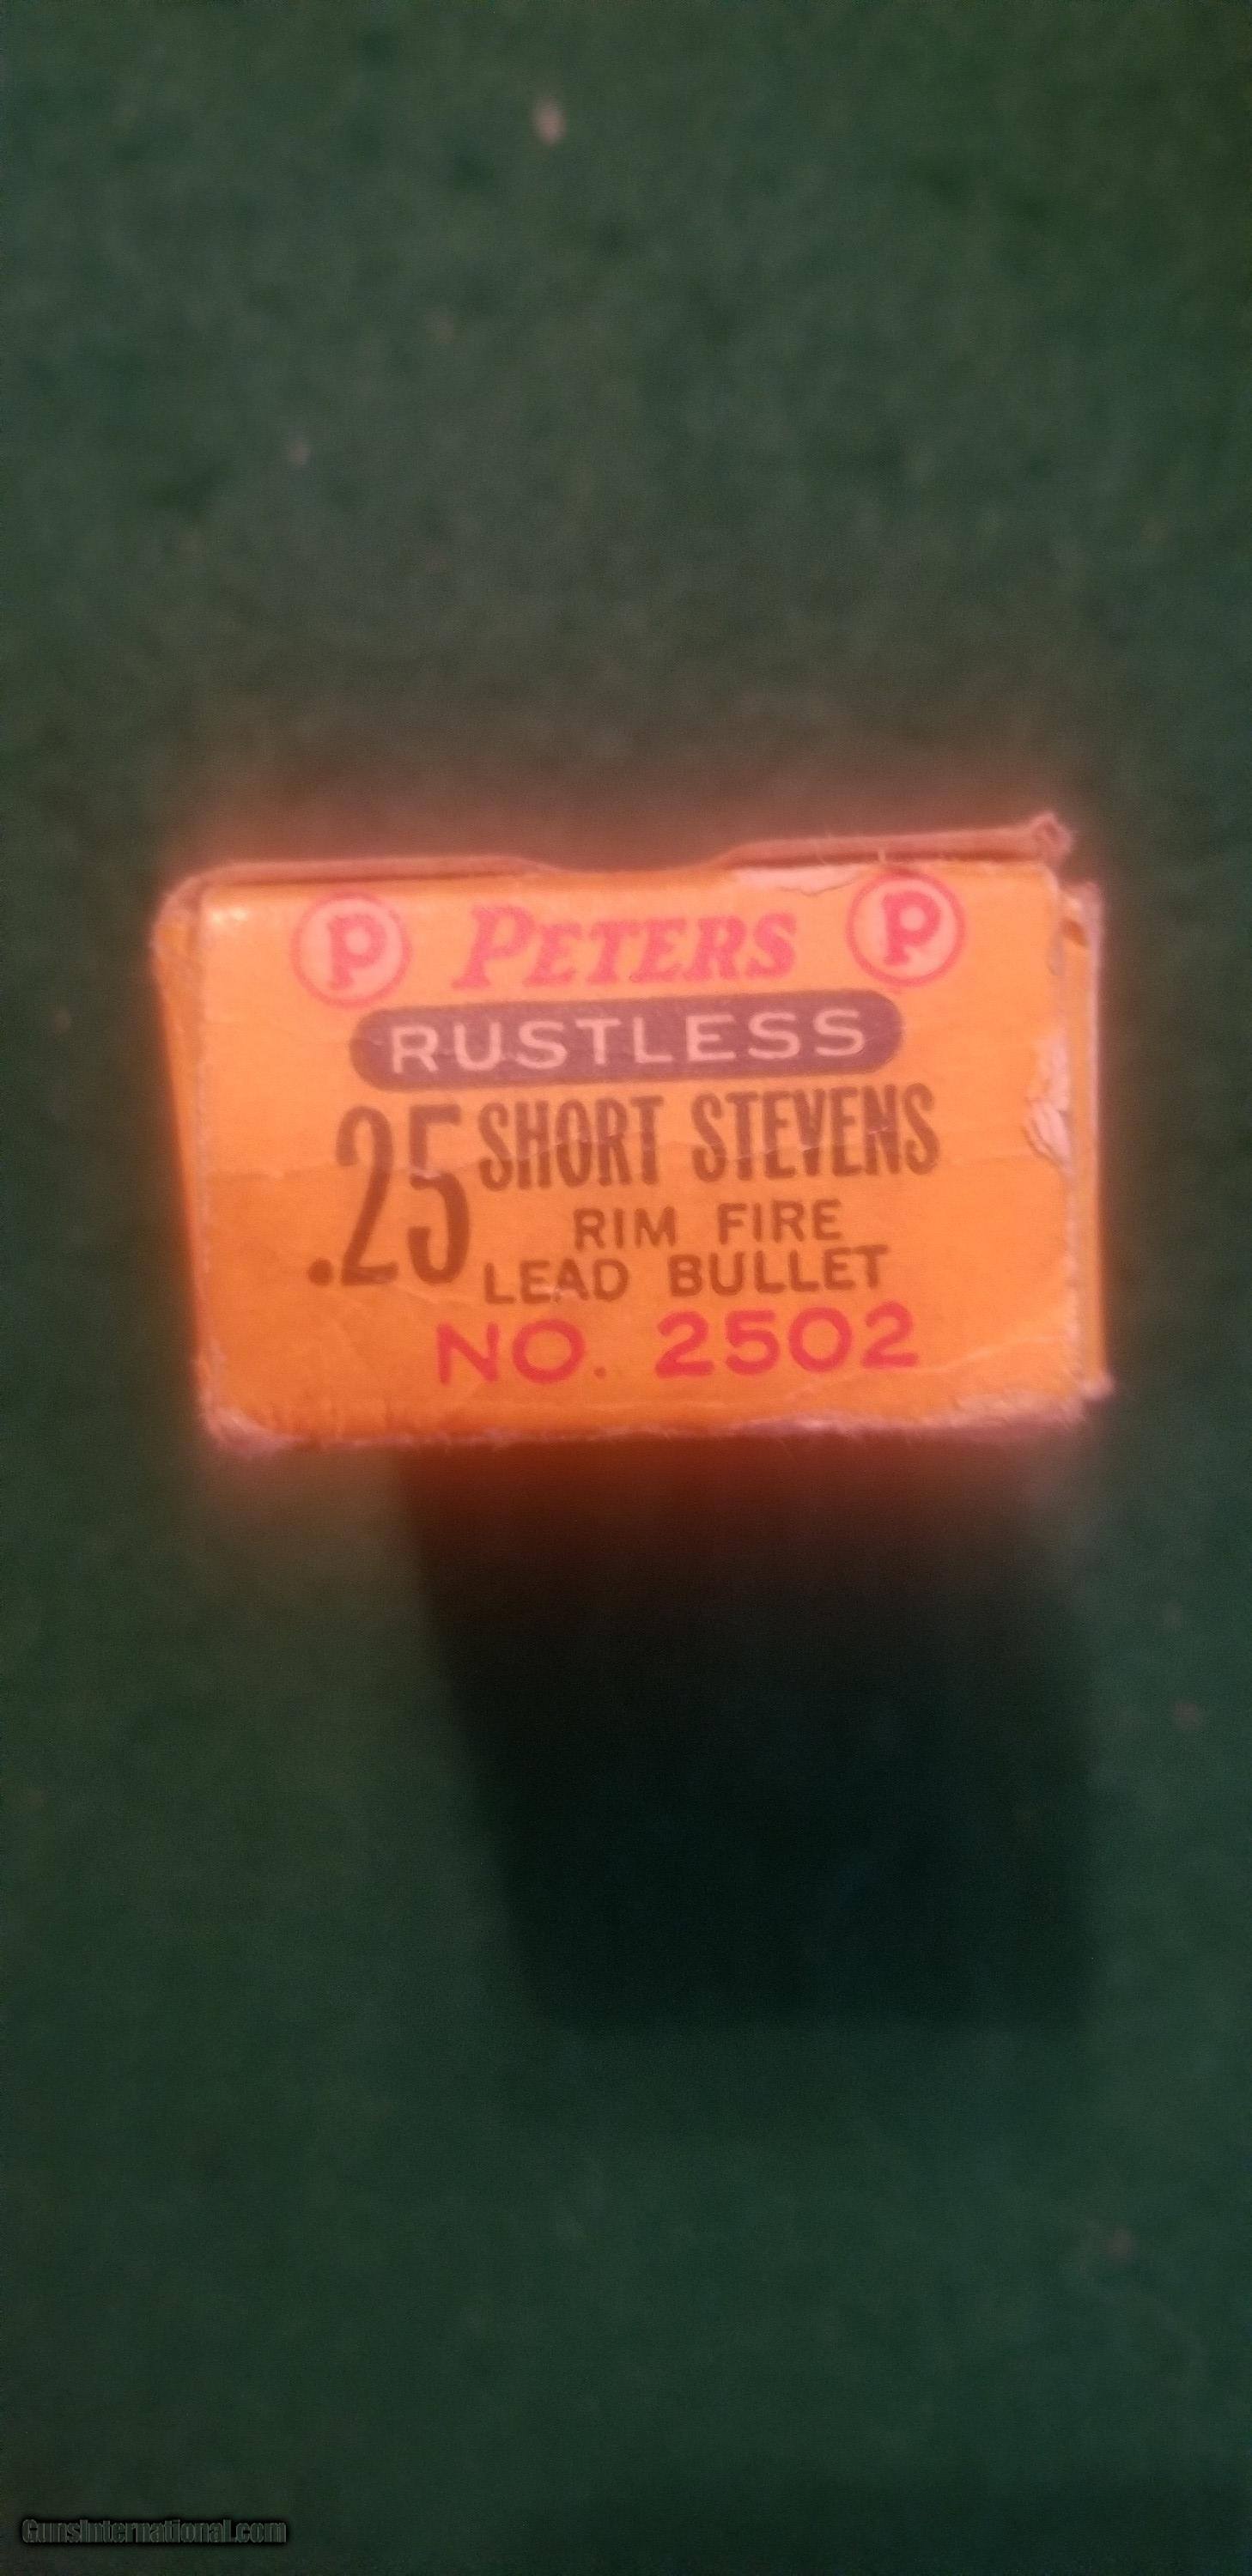 P PETERS P
RUSTLESS
.25 SHORT STEVENS
RIM FIRE
LEAD BULLET
NO. 2502
GunsInternational.com